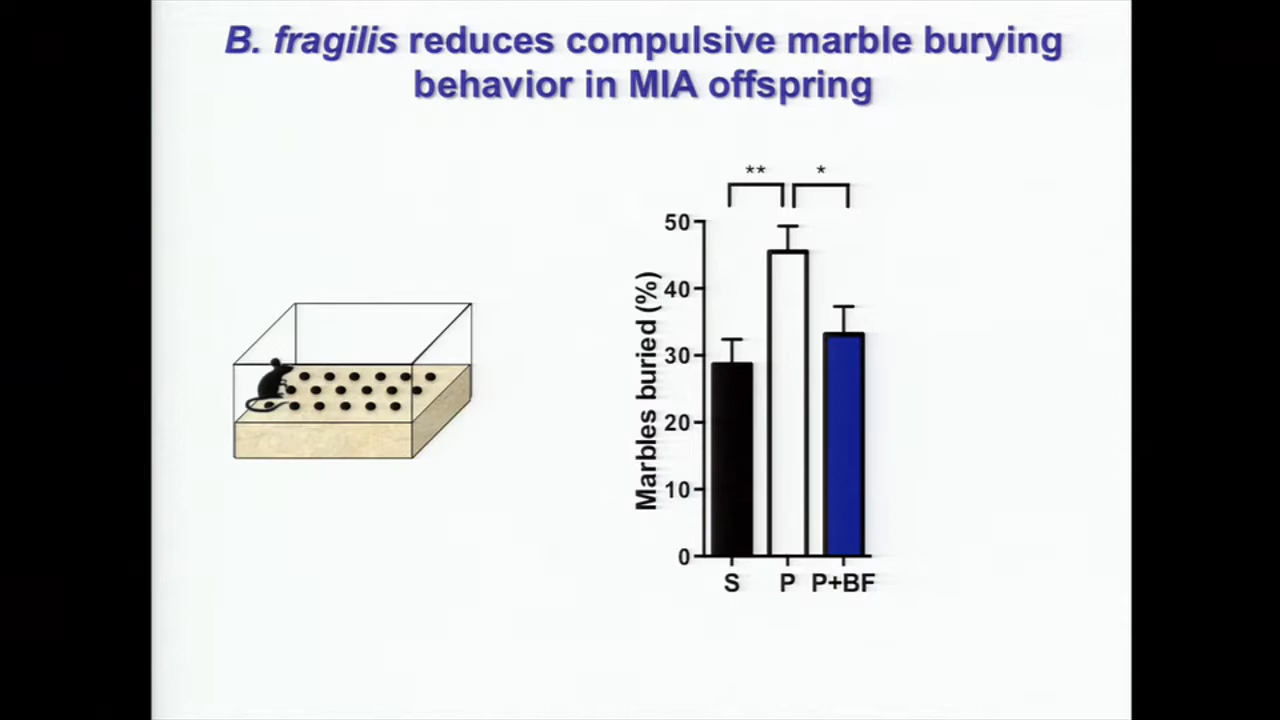 B. fragilis reduces compulsive marble burying
behavior in MIA offspring
** *
Marbles buried (%)
50
40
30
20
10
0
S P P+BF